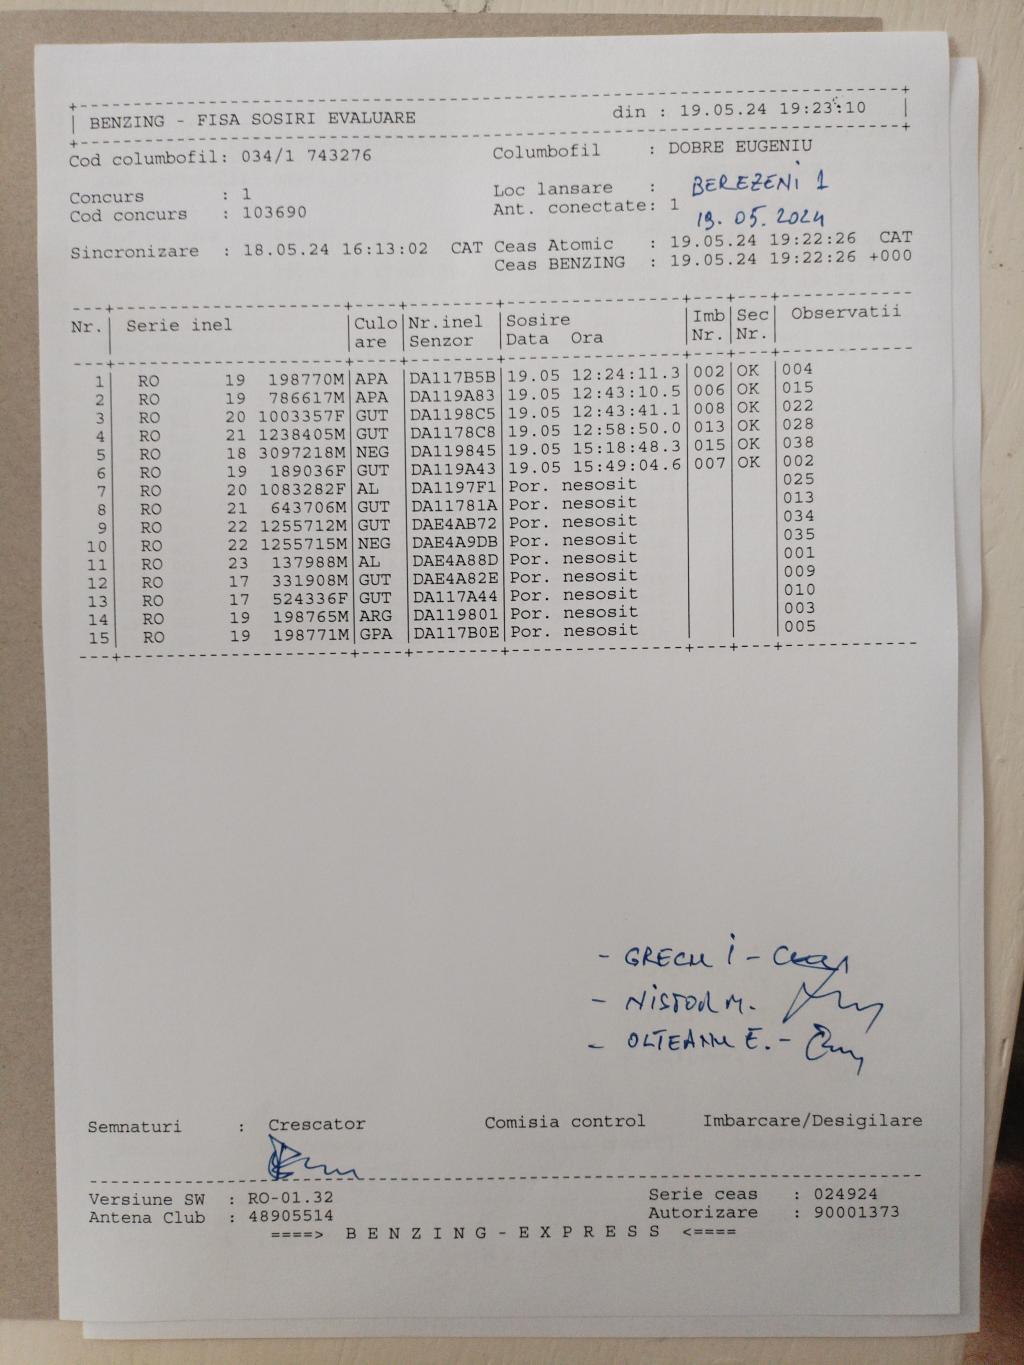 BENZING - FISA SOSIRI EVALUARE din : 19.05.24 19:23:10
Cod columbofil: 034/1 743276 Columbofil : DOBRE EUGENIU
Concurs : 1 Loc lansare : BEREZENI 1
Cod concurs : 103690 Ant. conectate: 1 19.05.2024
Sincronizare : 18.05.24 16:13:02 CAT Ceas Atomic : 19.05.24 19:22:26 CAT
Ceas BENZING : 19.05.24 19:22:26 +000
Nr. Serie inel Culo Nr.inel Sosire Imb Sec Observatii
are Senzor Data Ora Nr. Nr.
1 RO 19 198770M APA DA117B5B 19.05 12:24:11.3 002 OK 004
2 RO 19 786617M APA DA119A83 19.05 12:43:10.5 006 OK 015
3 RO 20 1003357F GUT DA1198C5 19.05 12:43:41.1 008 OK 022
4 RO 21 1238405M GUT DA1178C8 19.05 12:58:50.0 013 OK 028
5 RO 18 3097218M NEG DA119845 19.05 15:18:48.3 015 OK 038
6 RO 19 189036F GUT DA119A43 19.05 15:49:04.6 007 OK 002
7 RO 20 1083282F AL DA1197F1 Por. nesosit 025
8 RO 21 643706M GUT DA11781A Por. nesosit 013
9 RO 22 1255712M GUT DAE4AB72 Por. nesosit 034
10 RO 22 1255715M NEG DAE4A9DB Por. nesosit 035
11 RO 23 137988M AL DAE4A88D Por. nesosit 001
12 RO 17 331908M GUT DAE4A82E Por. nesosit 009
13 RO 17 524336F GUT DA117A44 Por. nesosit 010
14 RO 19 198765M ARG DA119801 Por. nesosit 003
15 RO 19 198771M GPA DA117B0E Por. nesosit 005
- GRECU I -
- NISTOR M.
- OLTEANU E. -
Semnaturi : Crescator Comisia control Imbarcare/Desigilare
Versiune SW : RO-01.32 Serie ceas : 024924
Antena Club : 48905514 Autorizare : 90001373
====> B E N Z I N G - E X P R E S S <====